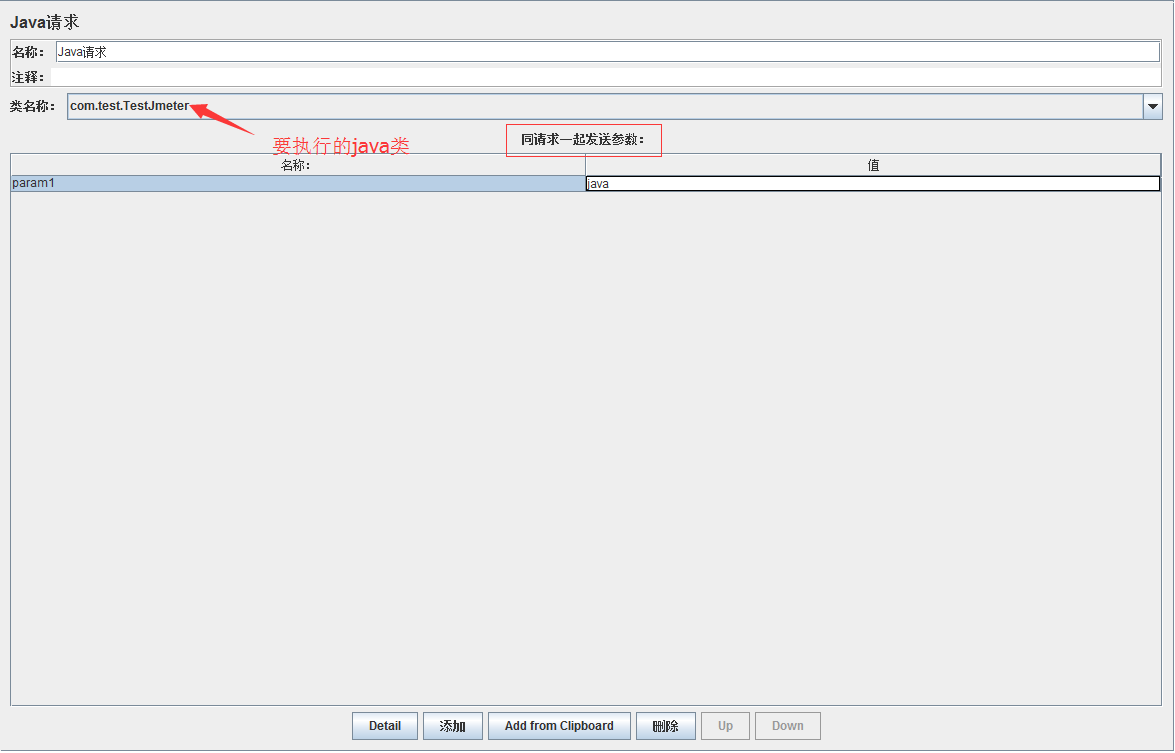 Java请求
名称： Java请求
注释：
类名称： com.test.TestJmeter
要执行的java类
同请求一起发送参数：
名称： 值
param1 java
Detail 添加 Add from Clipboard 删除 Up Down